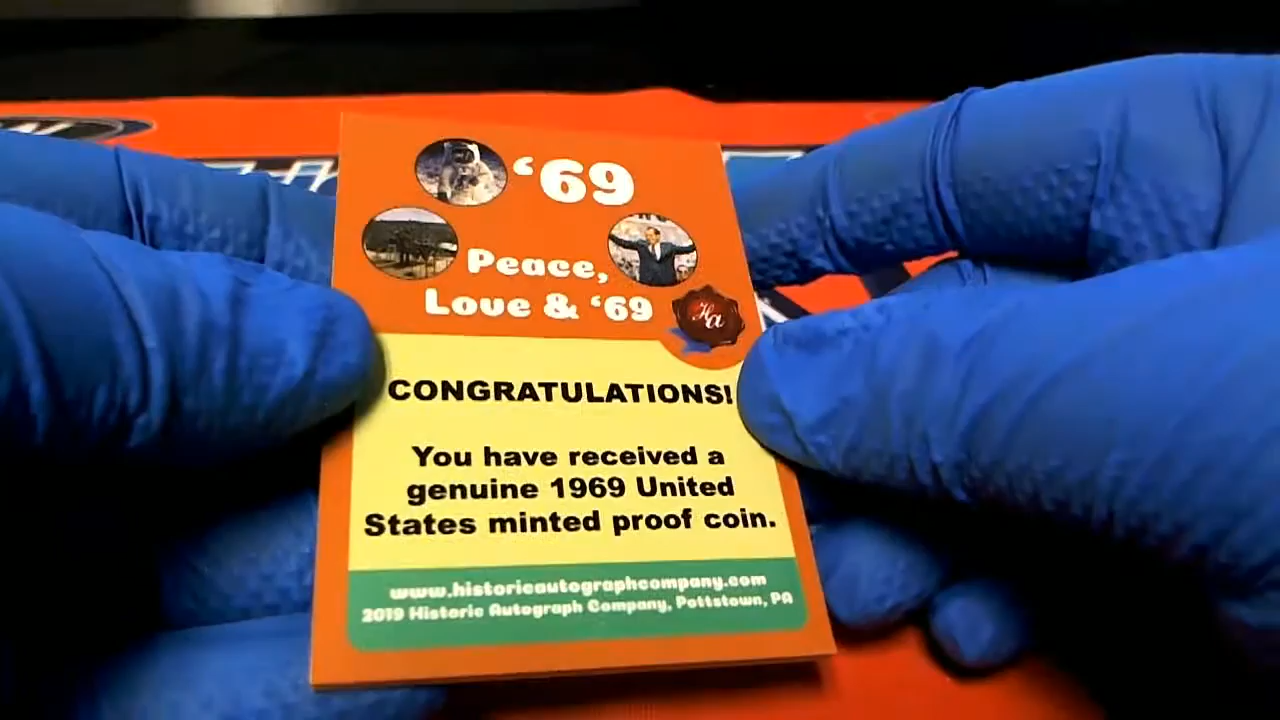 ‘69
Peace,
Love & ‘69
Ha
CONGRATULATIONS!
You have received a
genuine 1969 United
States minted proof coin.
www.historicautographcompany.com
2019 Historic Autograph Company, Pottstown, PA